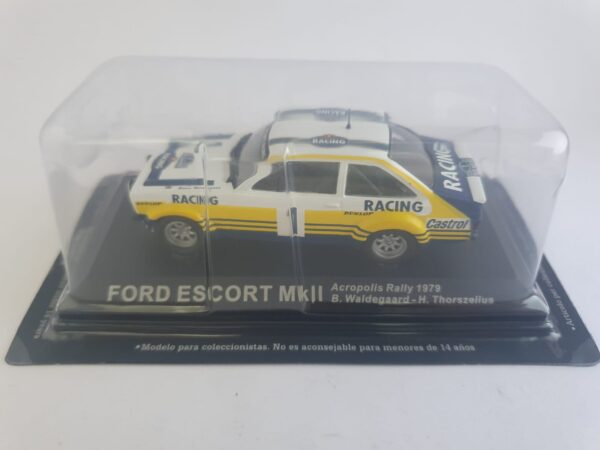 RACING
RACING
DUNLOP
RACING
DUNLOP
1
RACING
Castrol
FORD ESCORT MkII
Acropolis Rally 1979
B. Waldegaard - H. Thorszelius
•Modelo para coleccionistas. No es aconsejable para menores de 14 años